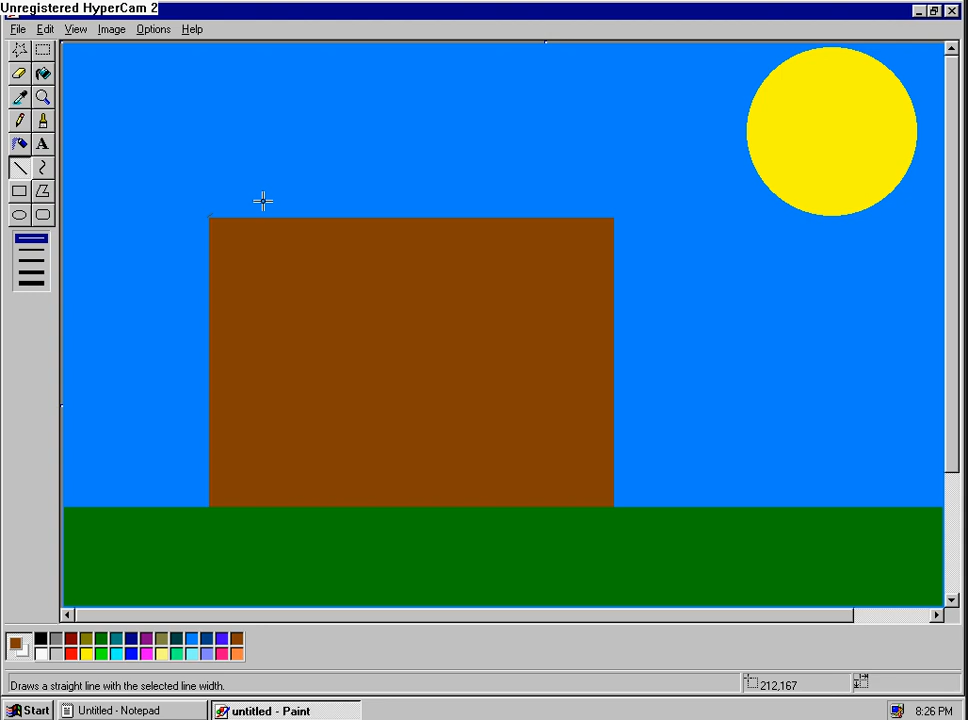 Unregistered HyperCam 2
File Edit View Image Options Help
A
Draws a straight line with the selected line width.
212,167
Start Untitled - Notepad untitled - Paint 8:26 PM